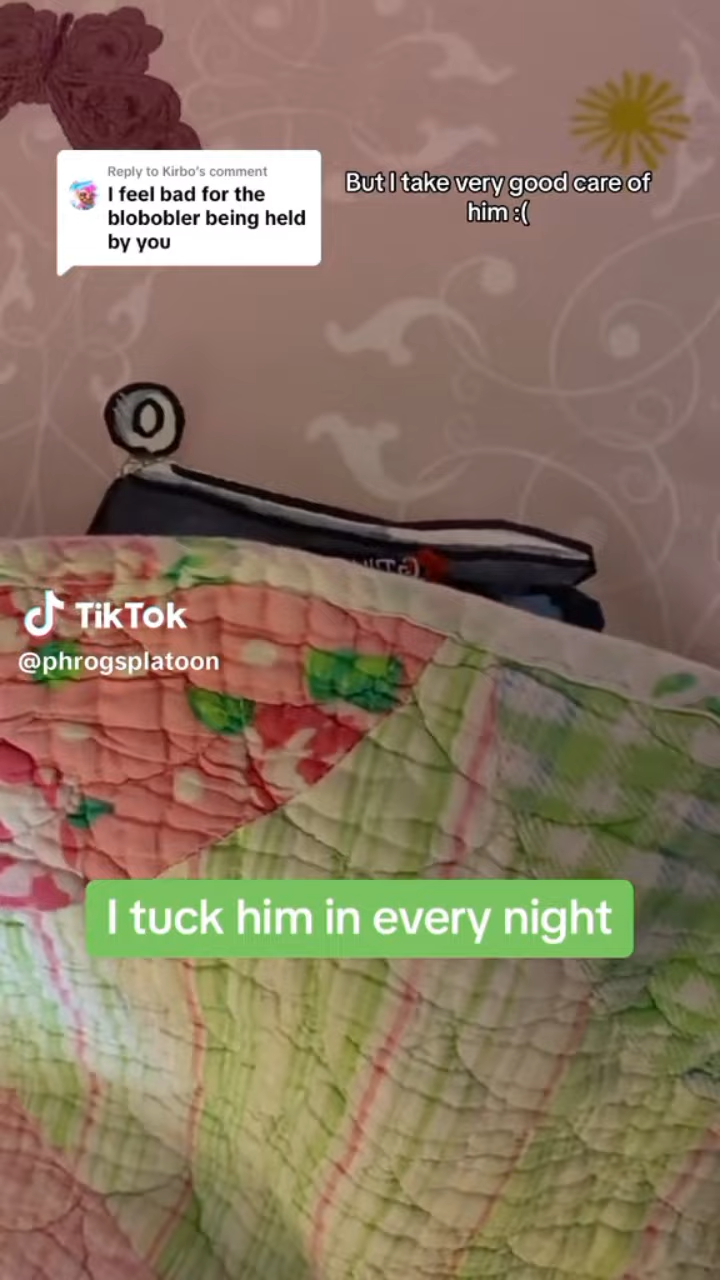 Reply to Kirbo's comment
I feel bad for the
blobobler being held
by you
But I take very good care of
him :(
TikTok
@phrogsplatoon
I tuck him in every night